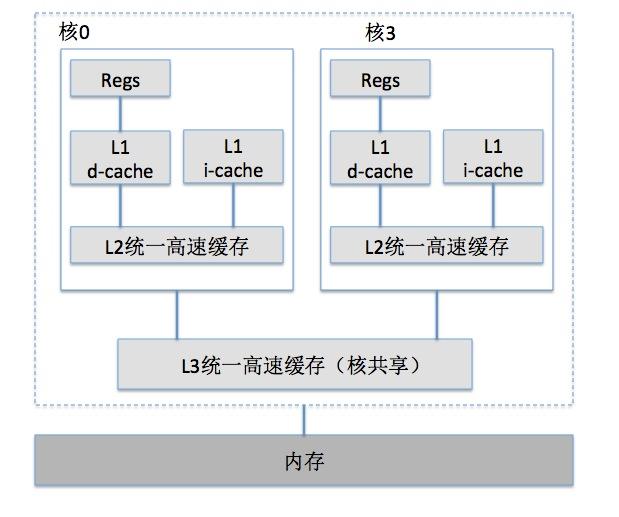 核0
核3
Regs
Regs
L1
d-cache
L1
i-cache
L1
d-cache
L1
i-cache
L2统一高速缓存
L2统一高速缓存
L3统一高速缓存（核共享）
内存